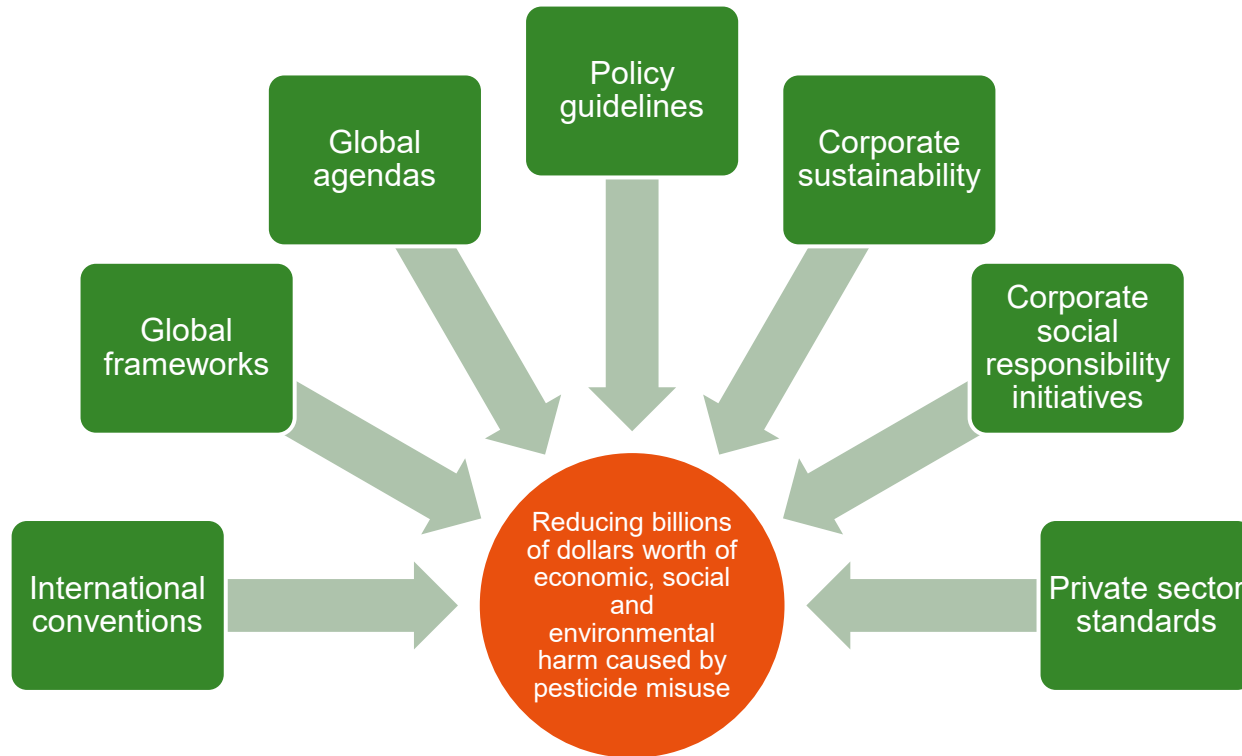 Policy
guidelines
Global
agendas
Corporate
sustainability
Global
frameworks
Corporate
social
responsibility
initiatives
International
conventions
Reducing billions
of dollars worth of
economic, social
and
environmental
harm caused by
pesticide misuse
Private sector
standards